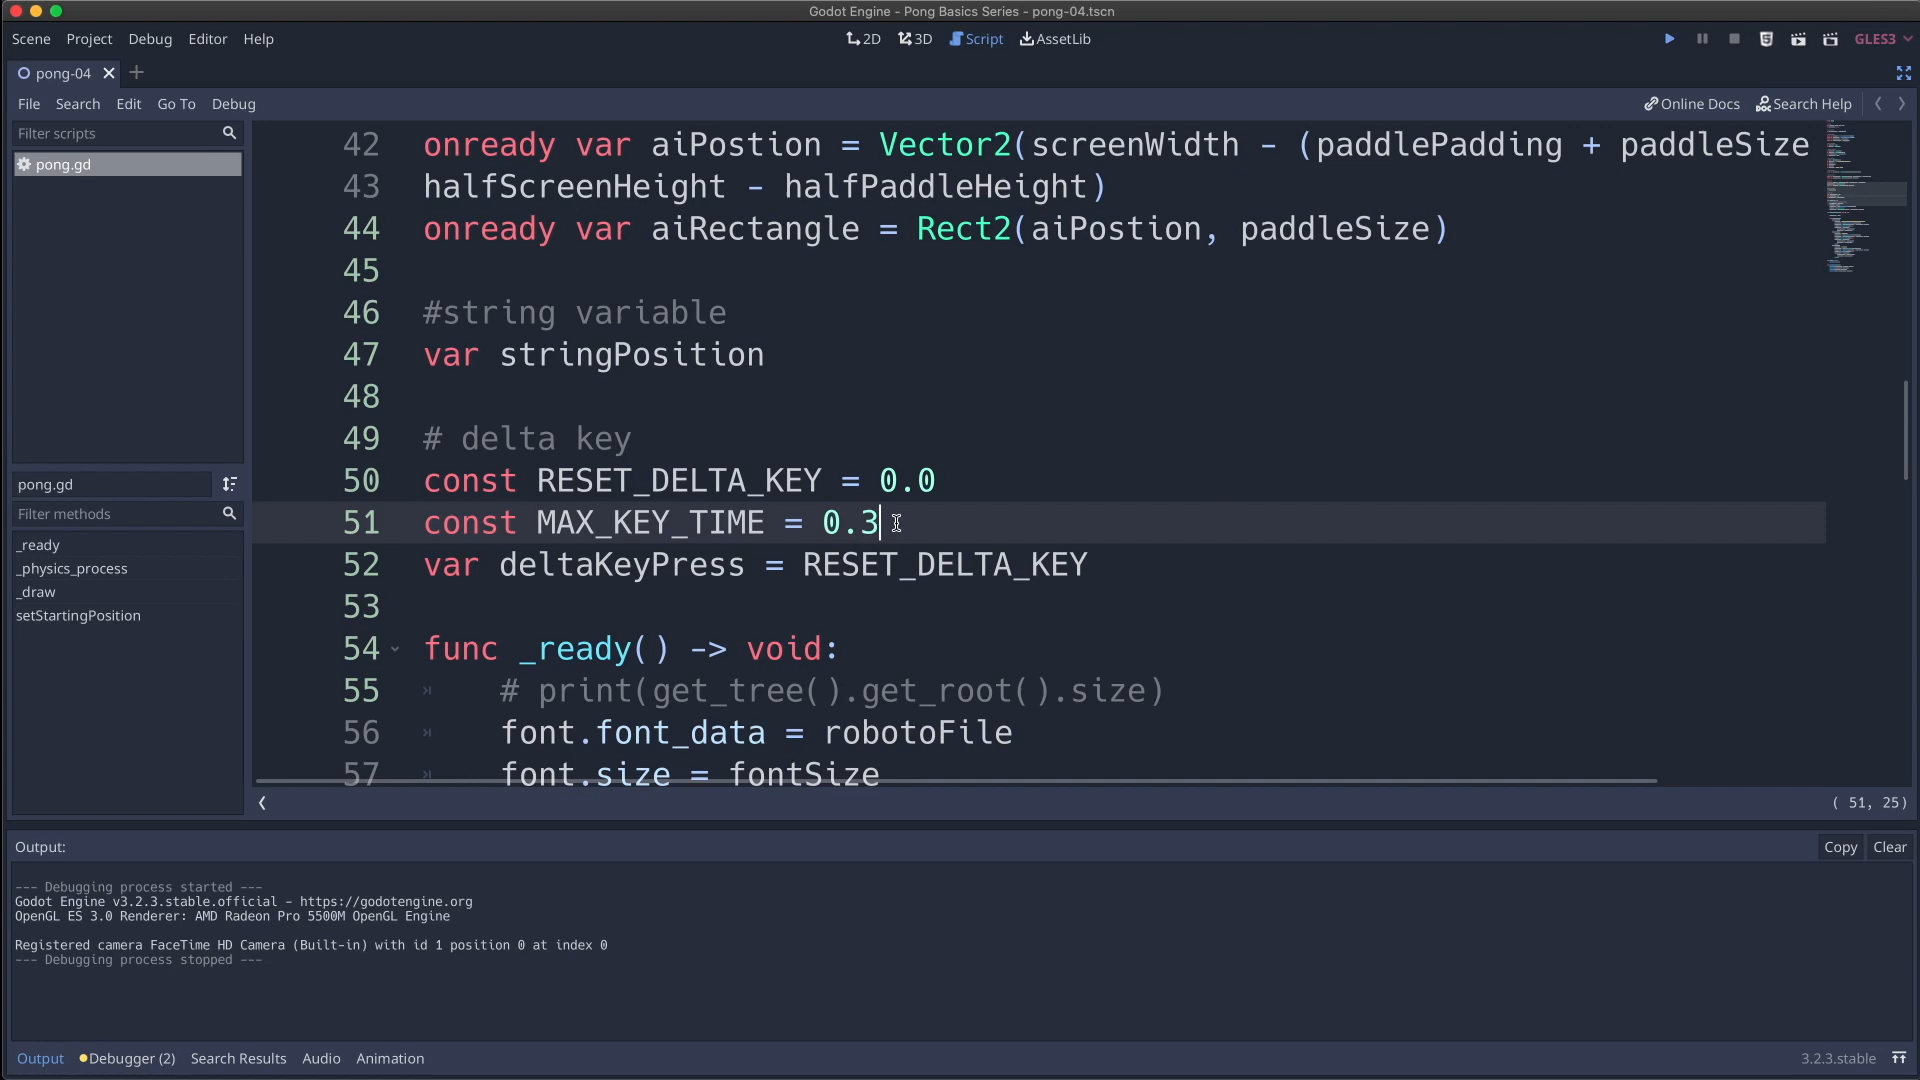 Godot Engine - Pong Basics Series - pong-04.tscn
Scene Project Debug Editor Help 2D 3D Script AssetLib GLES3
pong-04
File Search Edit Go To Debug Online Docs Search Help
Filter scripts
pong.gd
pong.gd
Filter methods
_ready
_physics_process
_draw
setStartingPosition
42 onready var aiPostion = Vector2(screenWidth - (paddlePadding + paddleSize
43 halfScreenHeight - halfPaddleHeight)
44 onready var aiRectangle = Rect2(aiPostion, paddleSize)
45
46 #string variable
47 var stringPosition
48
49 # delta key
50 const RESET_DELTA_KEY = 0.0
51 const MAX_KEY_TIME = 0.3
52 var deltaKeyPress = RESET_DELTA_KEY
53
54 func _ready() -> void:
55 # print(get_tree().get_root().size)
56 font.font_data = robotoFile
57 font.size = fontSize
( 51, 25)
Output: Copy Clear
--- Debugging process started ---
Godot Engine v3.2.3.stable.official - https://godotengine.org
OpenGL ES 3.0 Renderer: AMD Radeon Pro 5500M OpenGL Engine
Registered camera FaceTime HD Camera (Built-in) with id 1 position 0 at index 0
--- Debugging process stopped ---
Output Debugger (2) Search Results Audio Animation 3.2.3.stable